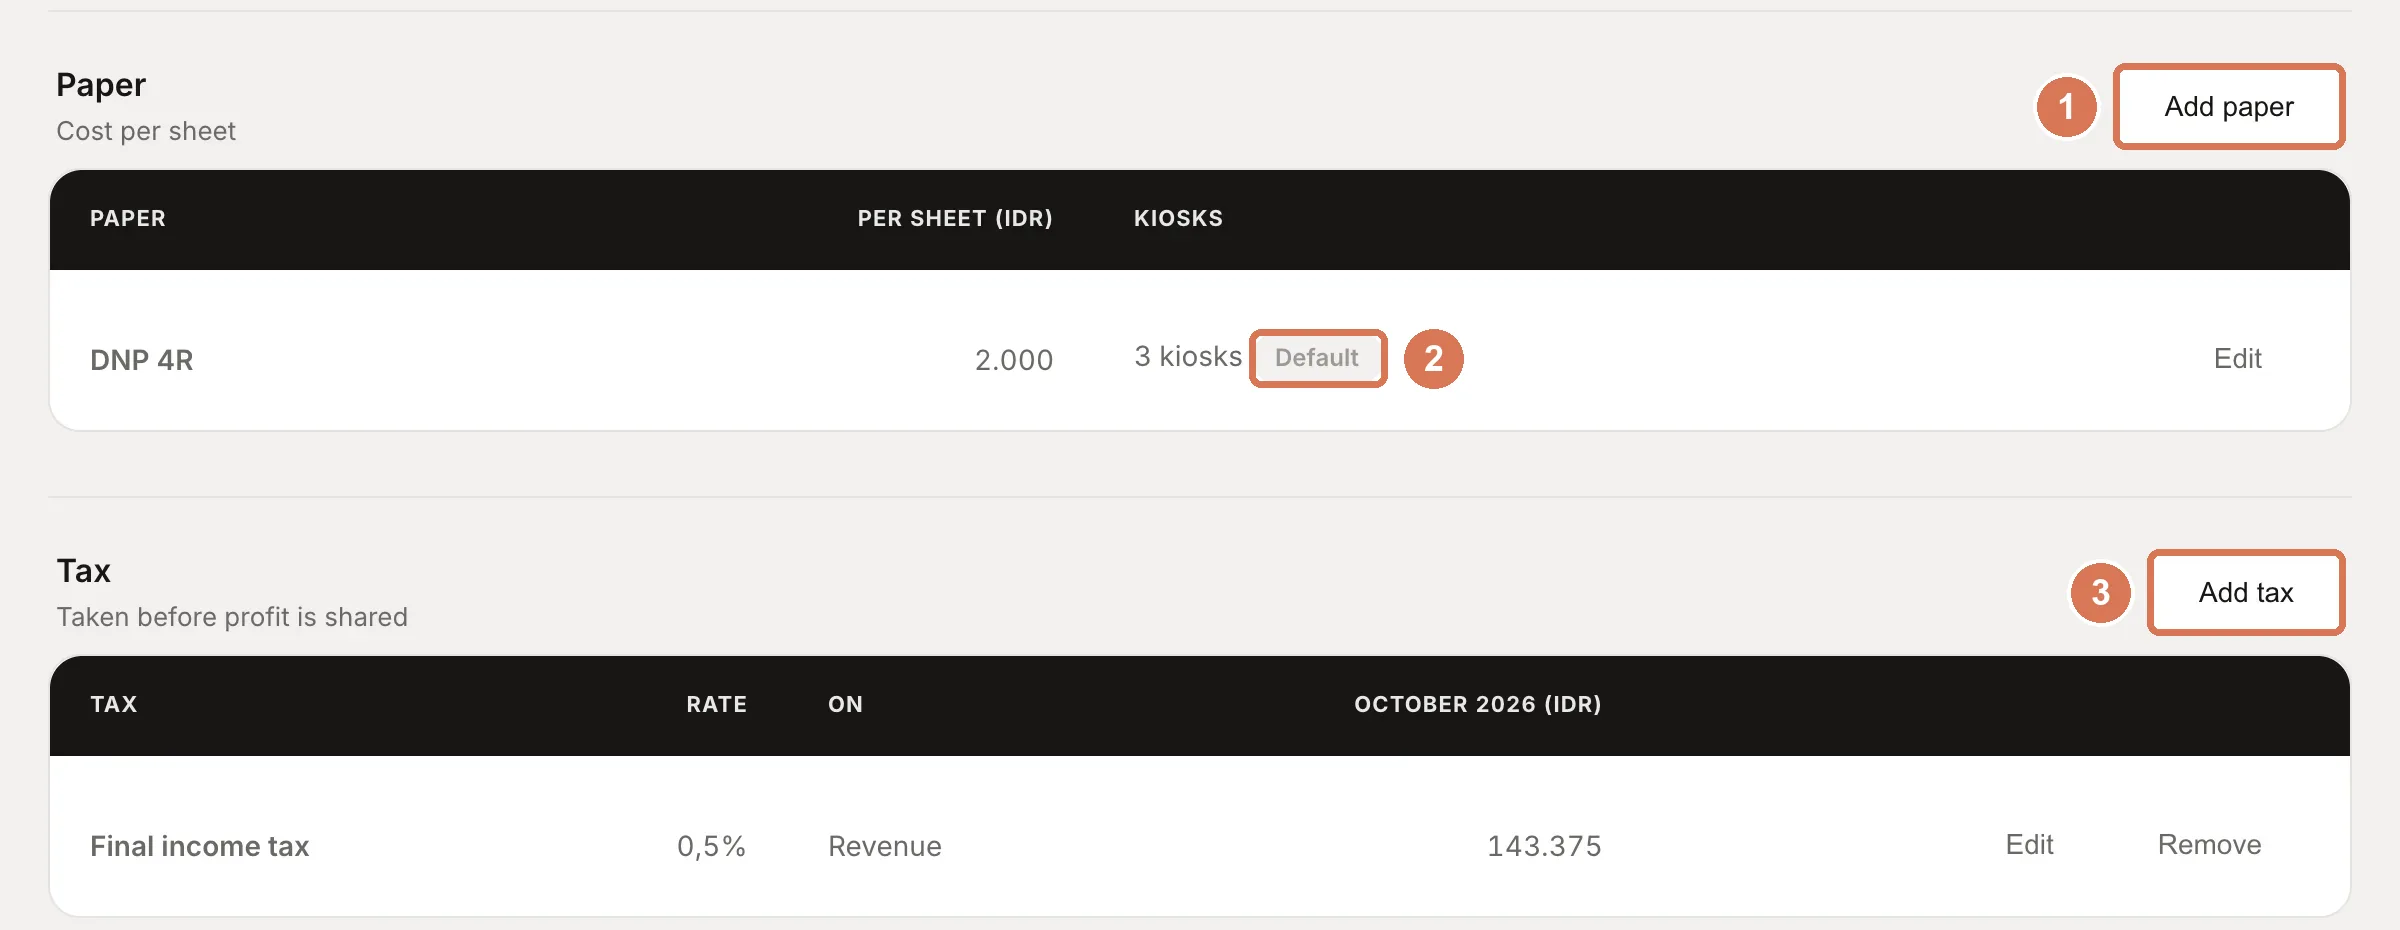 Paper
Cost per sheet
1
Add paper
PAPER PER SHEET (IDR) KIOSKS
DNP 4R 2.000 3 kiosks Default 2 Edit
Tax
Taken before profit is shared
3
Add tax
TAX RATE ON OCTOBER 2026 (IDR)
Final income tax 0,5% Revenue 143.375 Edit Remove